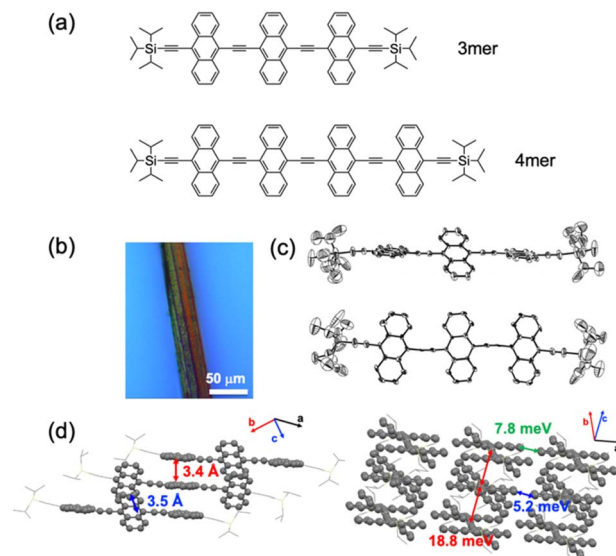 (a)
Si
Si
3mer
Si
Si
4mer
(b)
50 μm
(c)
(d)
b
a
c
3.4 Å
3.5 Å
b
c
7.8 meV
5.2 meV
18.8 meV